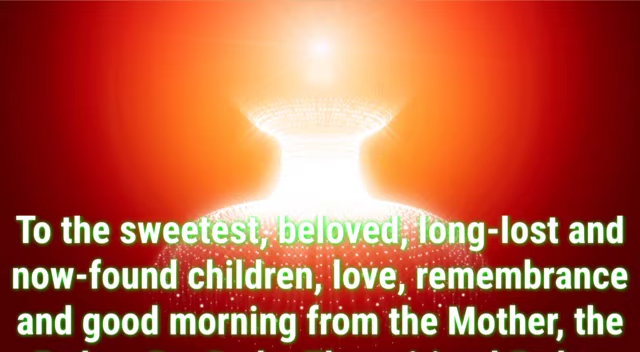 To the sweetest, beloved, long-lost and
now-found children, love, remembrance
and good morning from the Mother, the